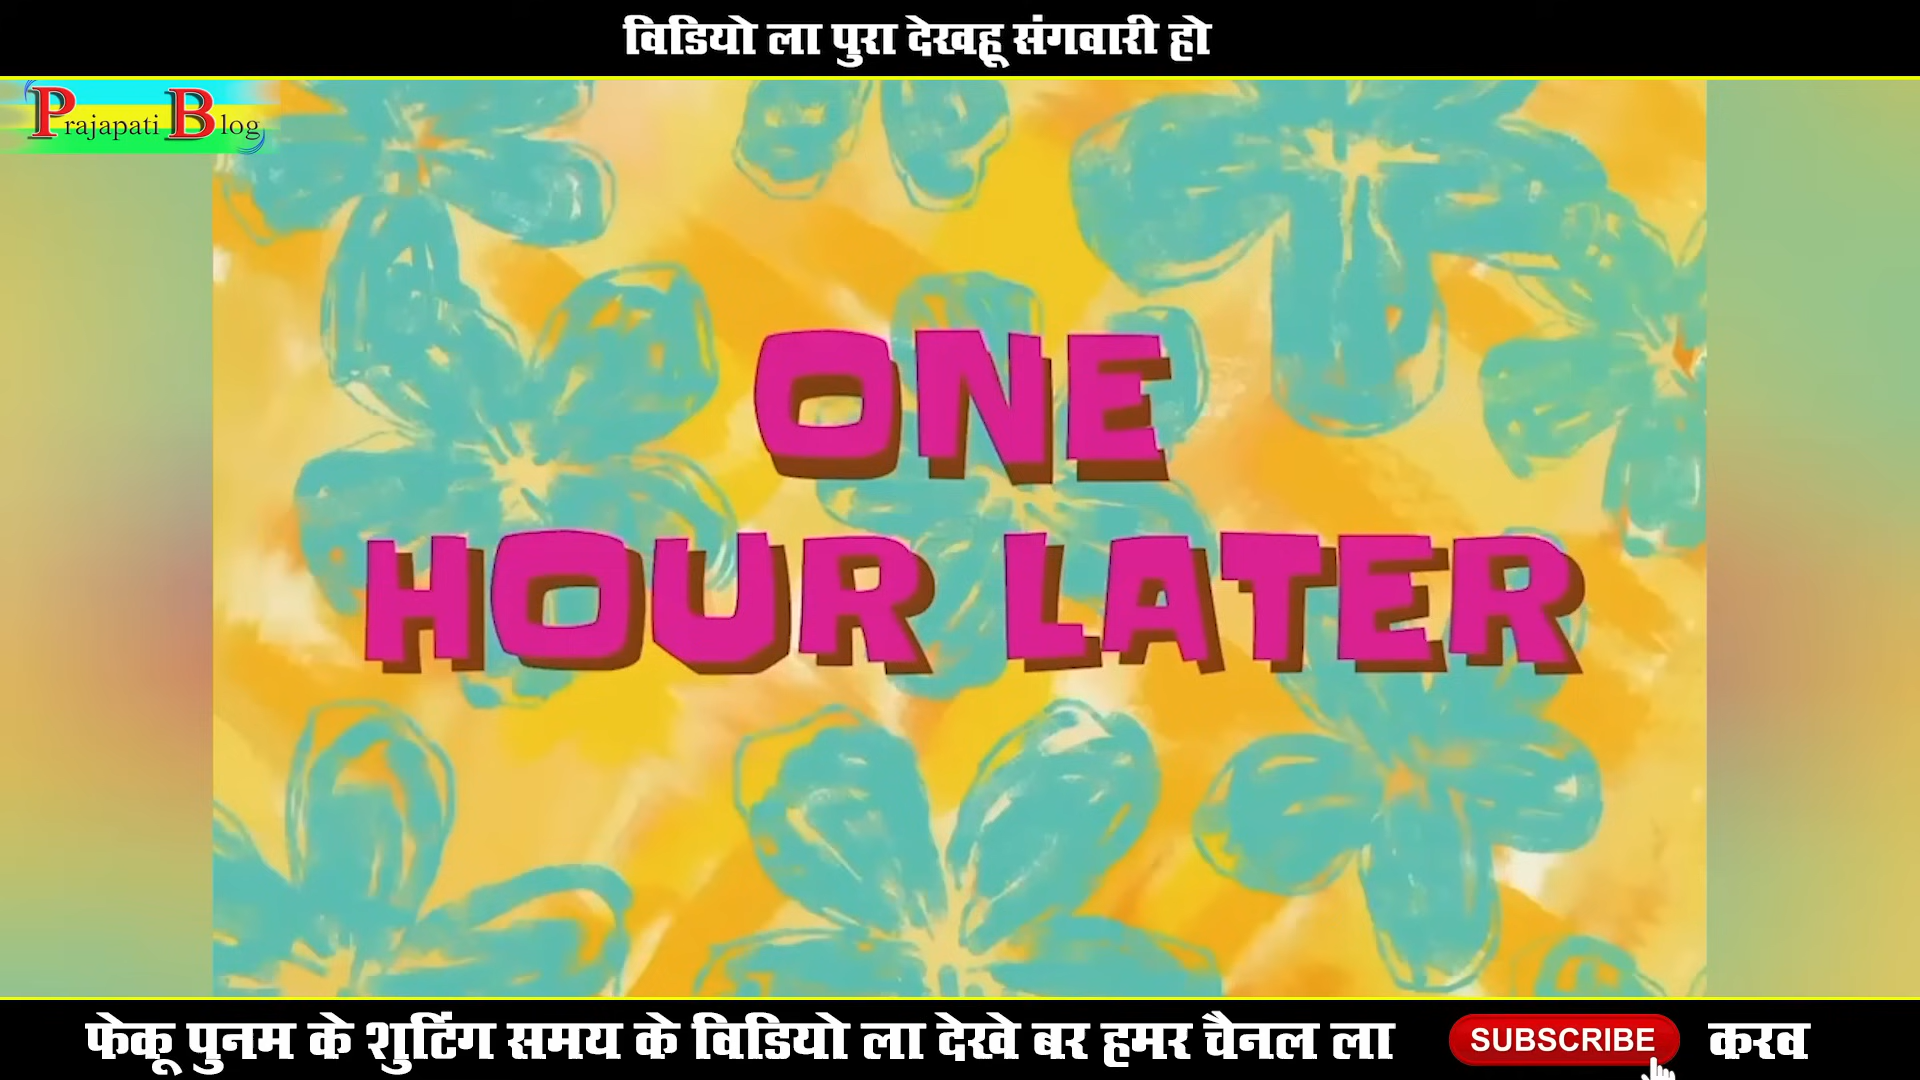 विडियो ला पुरा देखहू संगवारी हो
Prajapati Blog
ONE
HOUR LATER
फेकू पुनम के शुटिंग समय के विडियो ला देखे बर हमर चैनल ला SUBSCRIBE करव